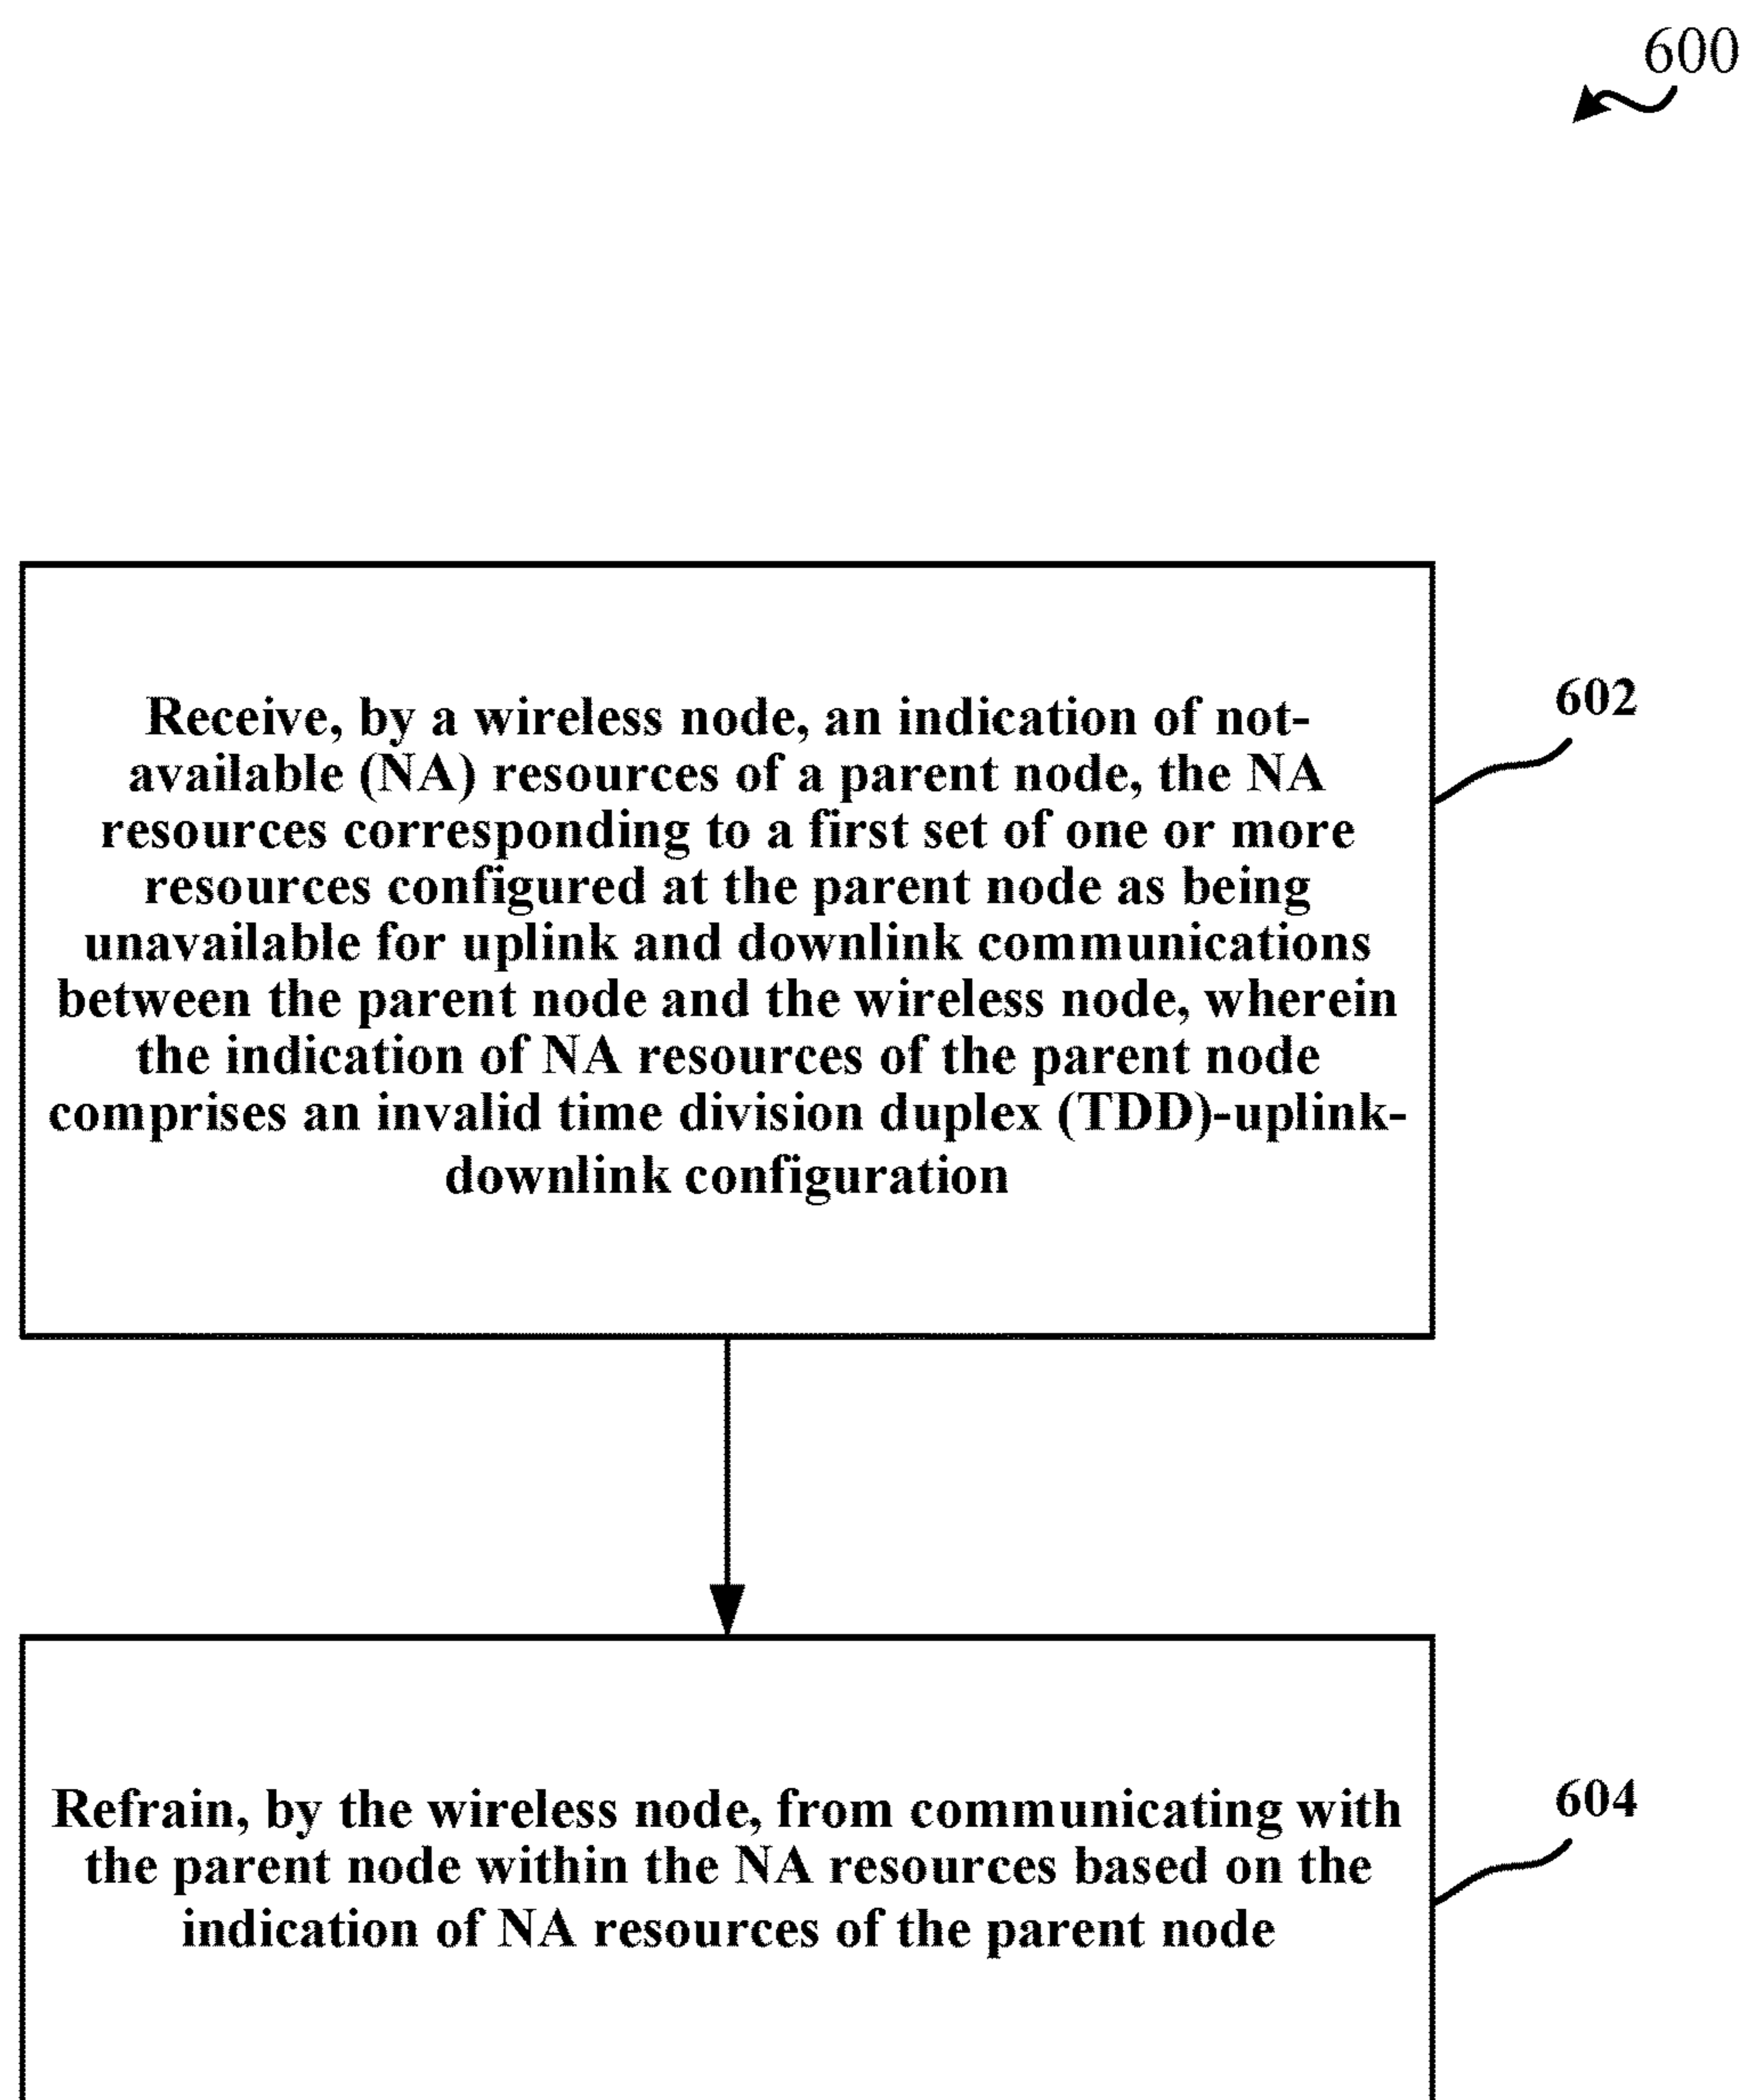 600
Receive, by a wireless node, an indication of not-
available (NA) resources of a parent node, the NA
resources corresponding to a first set of one or more
resources configured at the parent node as being
unavailable for uplink and downlink communications
between the parent node and the wireless node, wherein
the indication of NA resources of the parent node
comprises an invalid time division duplex (TDD)-uplink-
downlink configuration
602
Refrain, by the wireless node, from communicating with
the parent node within the NA resources based on the
indication of NA resources of the parent node
604